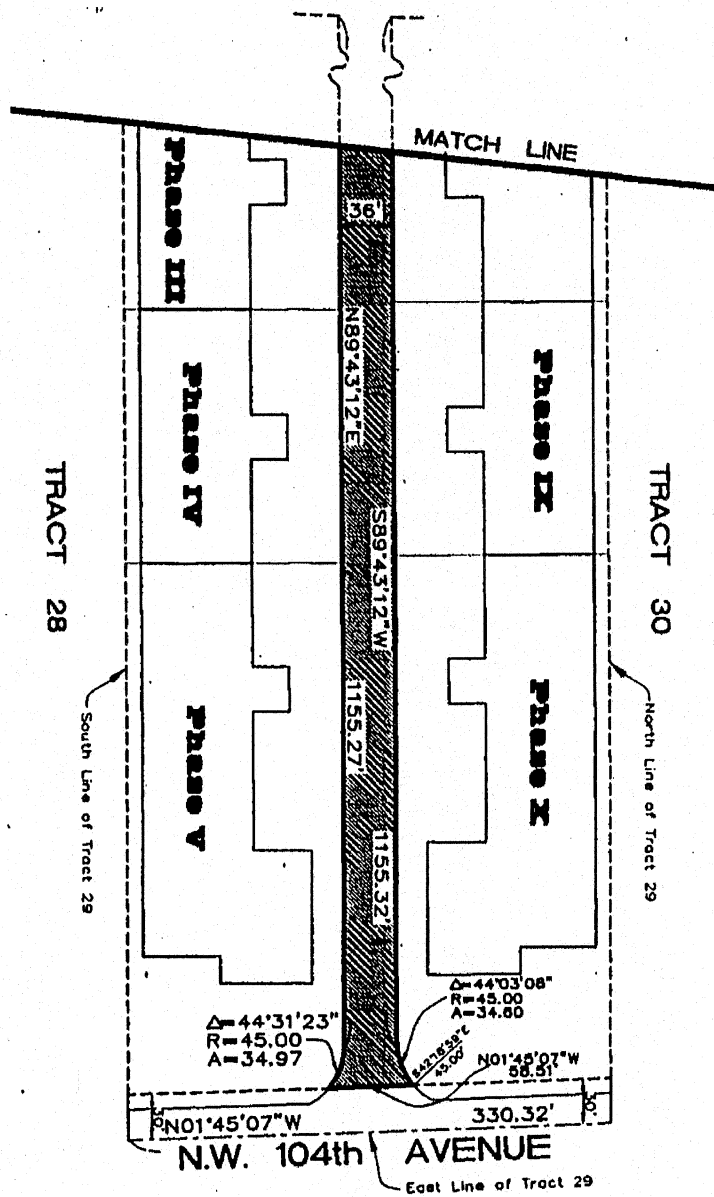 MATCH LINE
Phase III
36'
N89°43'12"E
Phase IV
Phase IX
S89°43'12"W
TRACT 28
TRACT 30
1155.27'
South Line of Tract 29
North Line of Tract 29
Phase V
Phase X
1155.32'
Δ=44°31'23"
R=45.00
A=34.97
Δ=44°03'08"
R=45.00
A=34.60
45.00'
N01°45'07"W
58.51'
30'
N01°45'07"W
330.32'
30'
N.W. 104th AVENUE
East Line of Tract 29